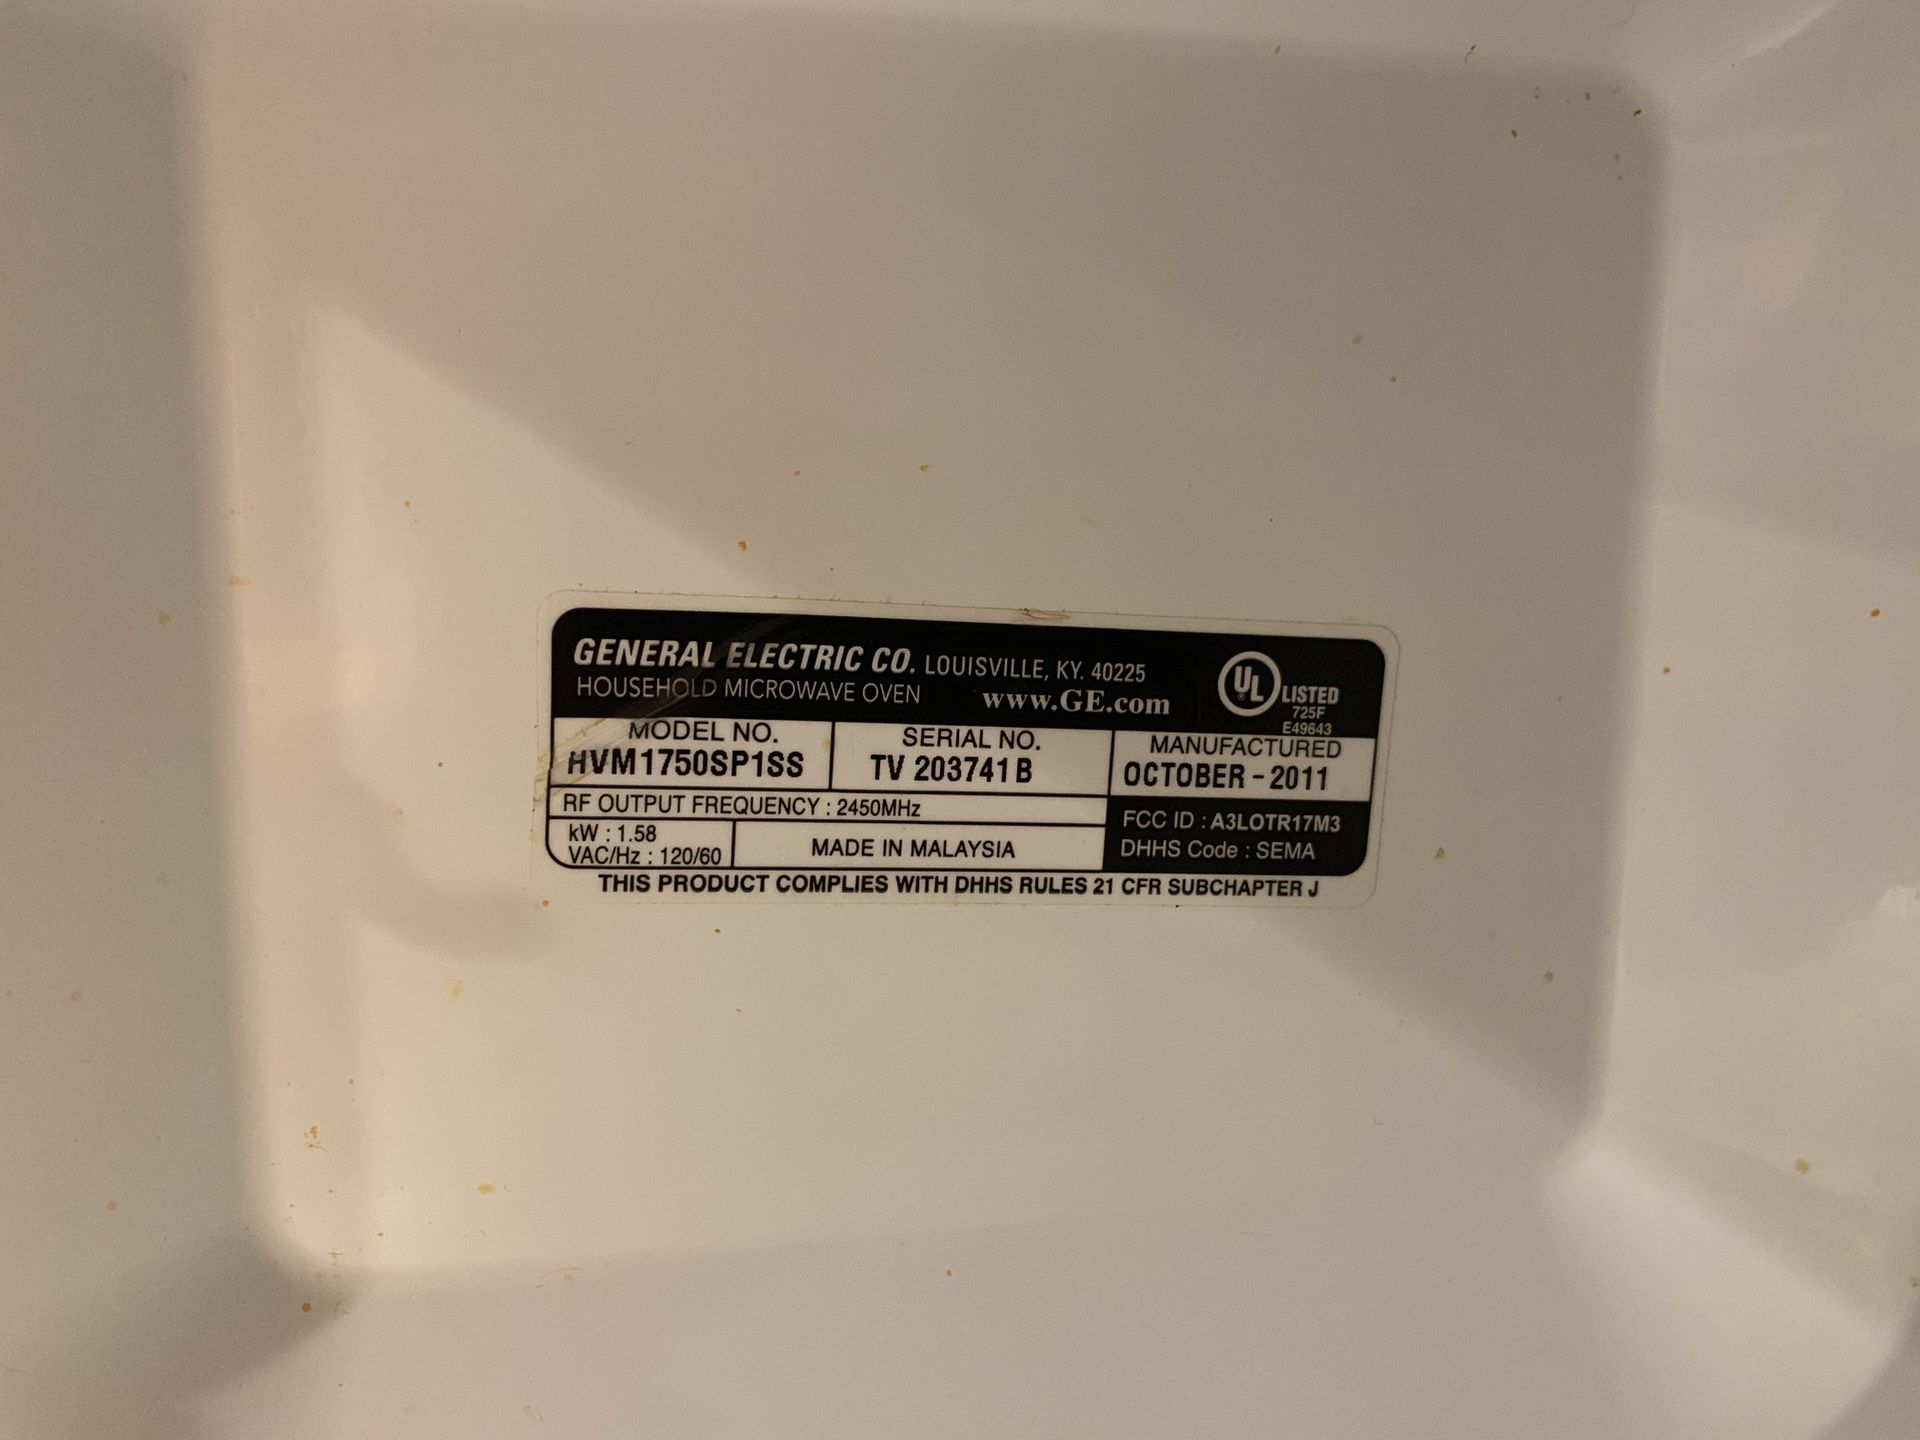 GENERAL ELECTRIC CO. LOUISVILLE, KY. 40225
HOUSEHOLD MICROWAVE OVEN www.GE.com
UL LISTED
725F
E49643
MODEL NO.
HVM1750SP1SS
SERIAL NO.
TV 203741B
MANUFACTURED
OCTOBER - 2011
RF OUTPUT FREQUENCY : 2450MHz
kW : 1.58
VAC/Hz : 120/60
MADE IN MALAYSIA
FCC ID : A3LOTR17M3
DHHS Code : SEMA
THIS PRODUCT COMPLIES WITH DHHS RULES 21 CFR SUBCHAPTER J